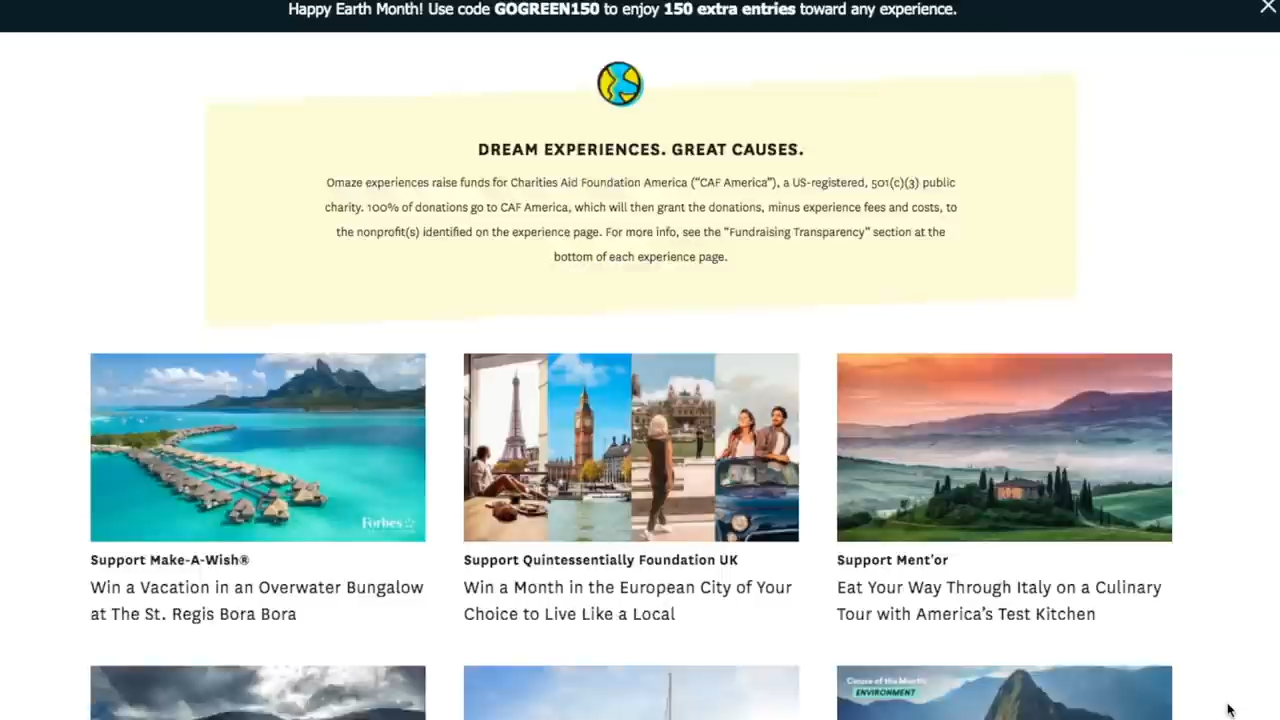 Happy Earth Month! Use code GOGREEN150 to enjoy 150 extra entries toward any experience.
DREAM EXPERIENCES. GREAT CAUSES.
Omaze experiences raise funds for Charities Aid Foundation America (“CAF America”), a US-registered, 501(c)(3) public
charity. 100% of donations go to CAF America, which will then grant the donations, minus experience fees and costs, to
the nonprofit(s) identified on the experience page. For more info, see the “Fundraising Transparency” section at the
bottom of each experience page.
Forbes
Support Make-A-Wish®
Win a Vacation in an Overwater Bungalow
at The St. Regis Bora Bora
Support Quintessentially Foundation UK
Win a Month in the European City of Your
Choice to Live Like a Local
Support Ment’or
Eat Your Way Through Italy on a Culinary
Tour with America’s Test Kitchen
Cause of the Month:
ENVIRONMENT